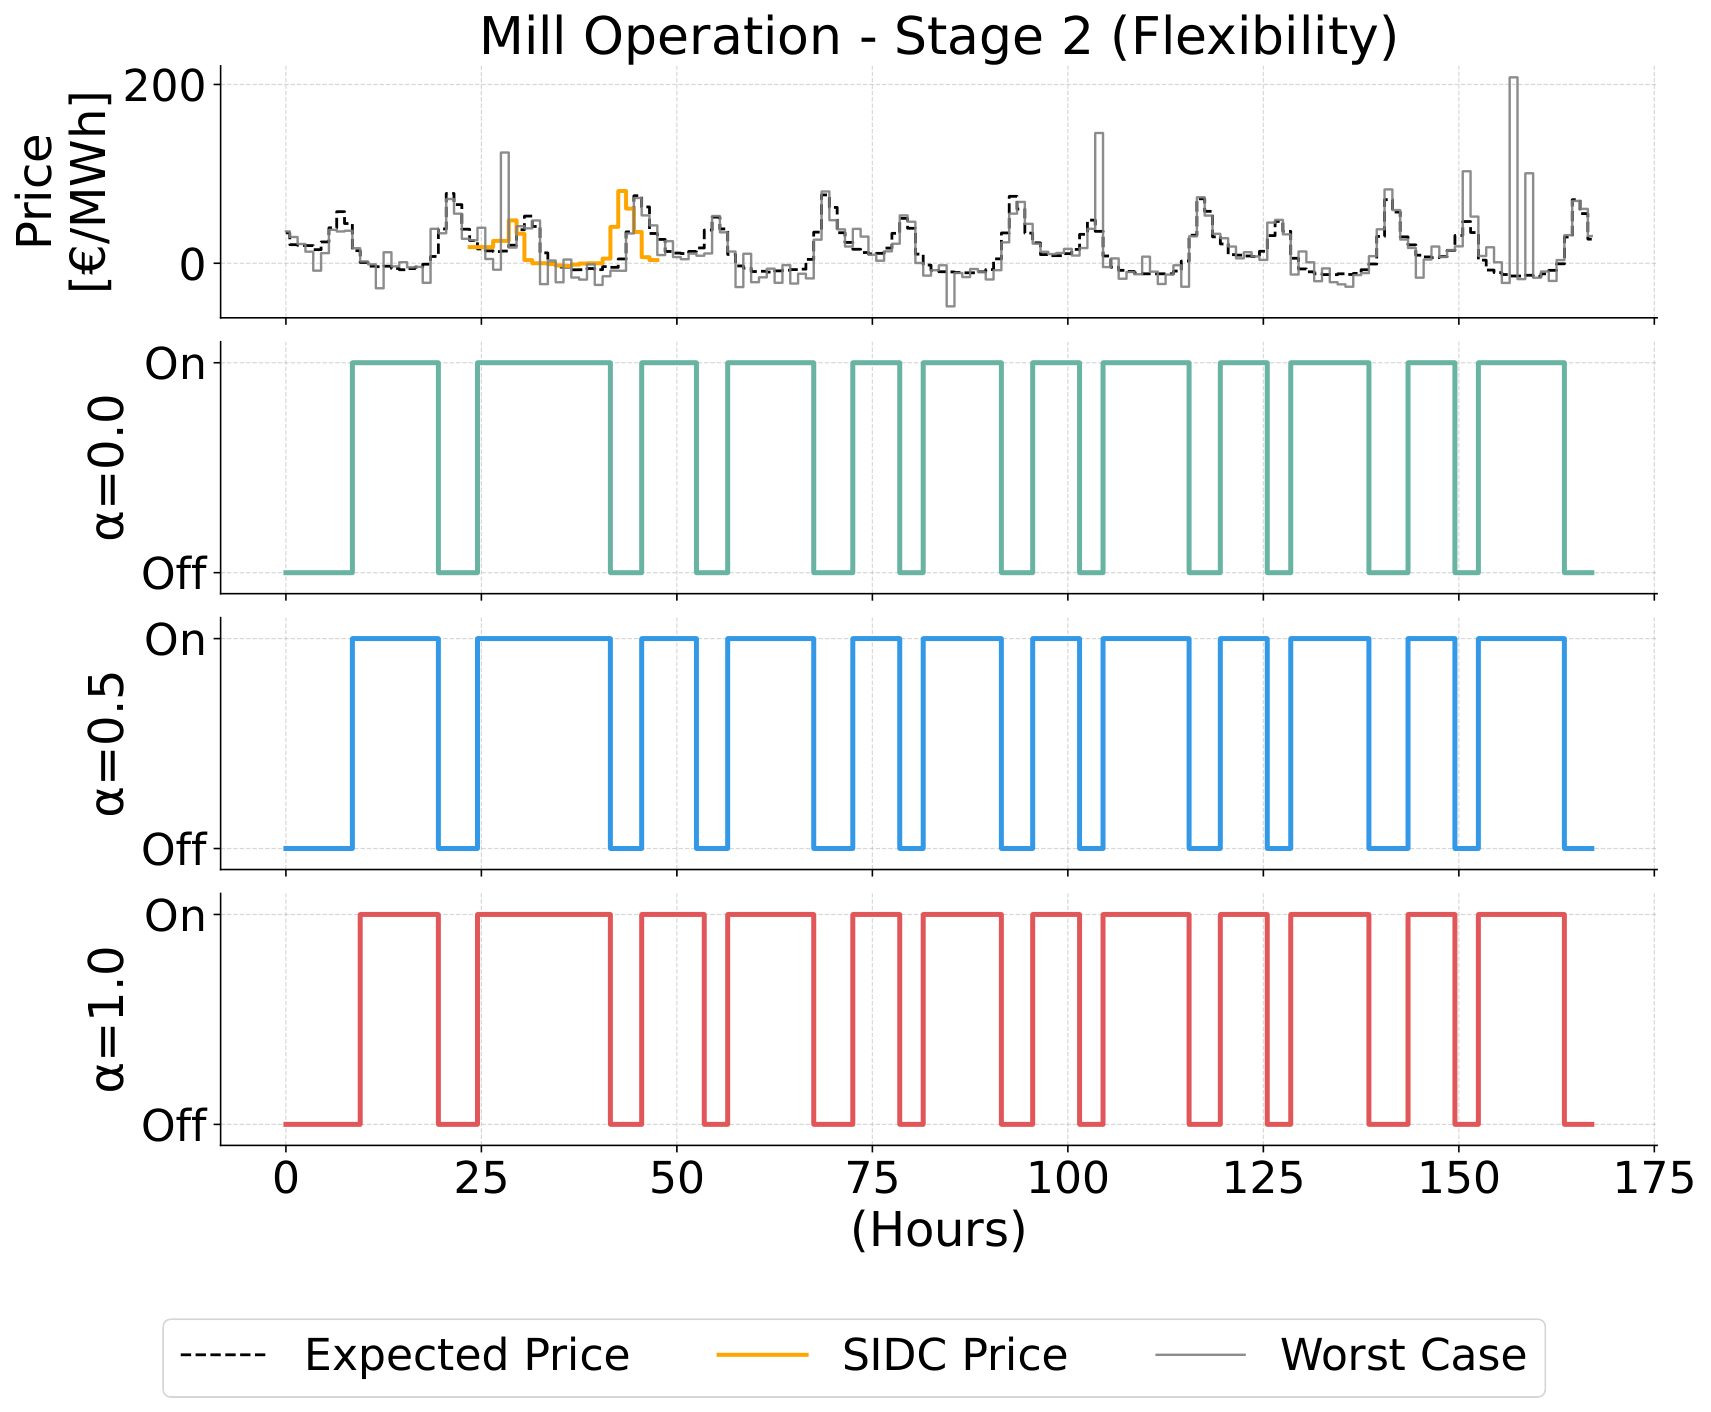 Mill Operation - Stage 2 (Flexibility)
Price
[€/MWh]
200
0
α=0.0
On
Off
α=0.5
On
Off
α=1.0
On
Off
0 25 50 75 100 125 150 175
(Hours)
Expected Price SIDC Price Worst Case